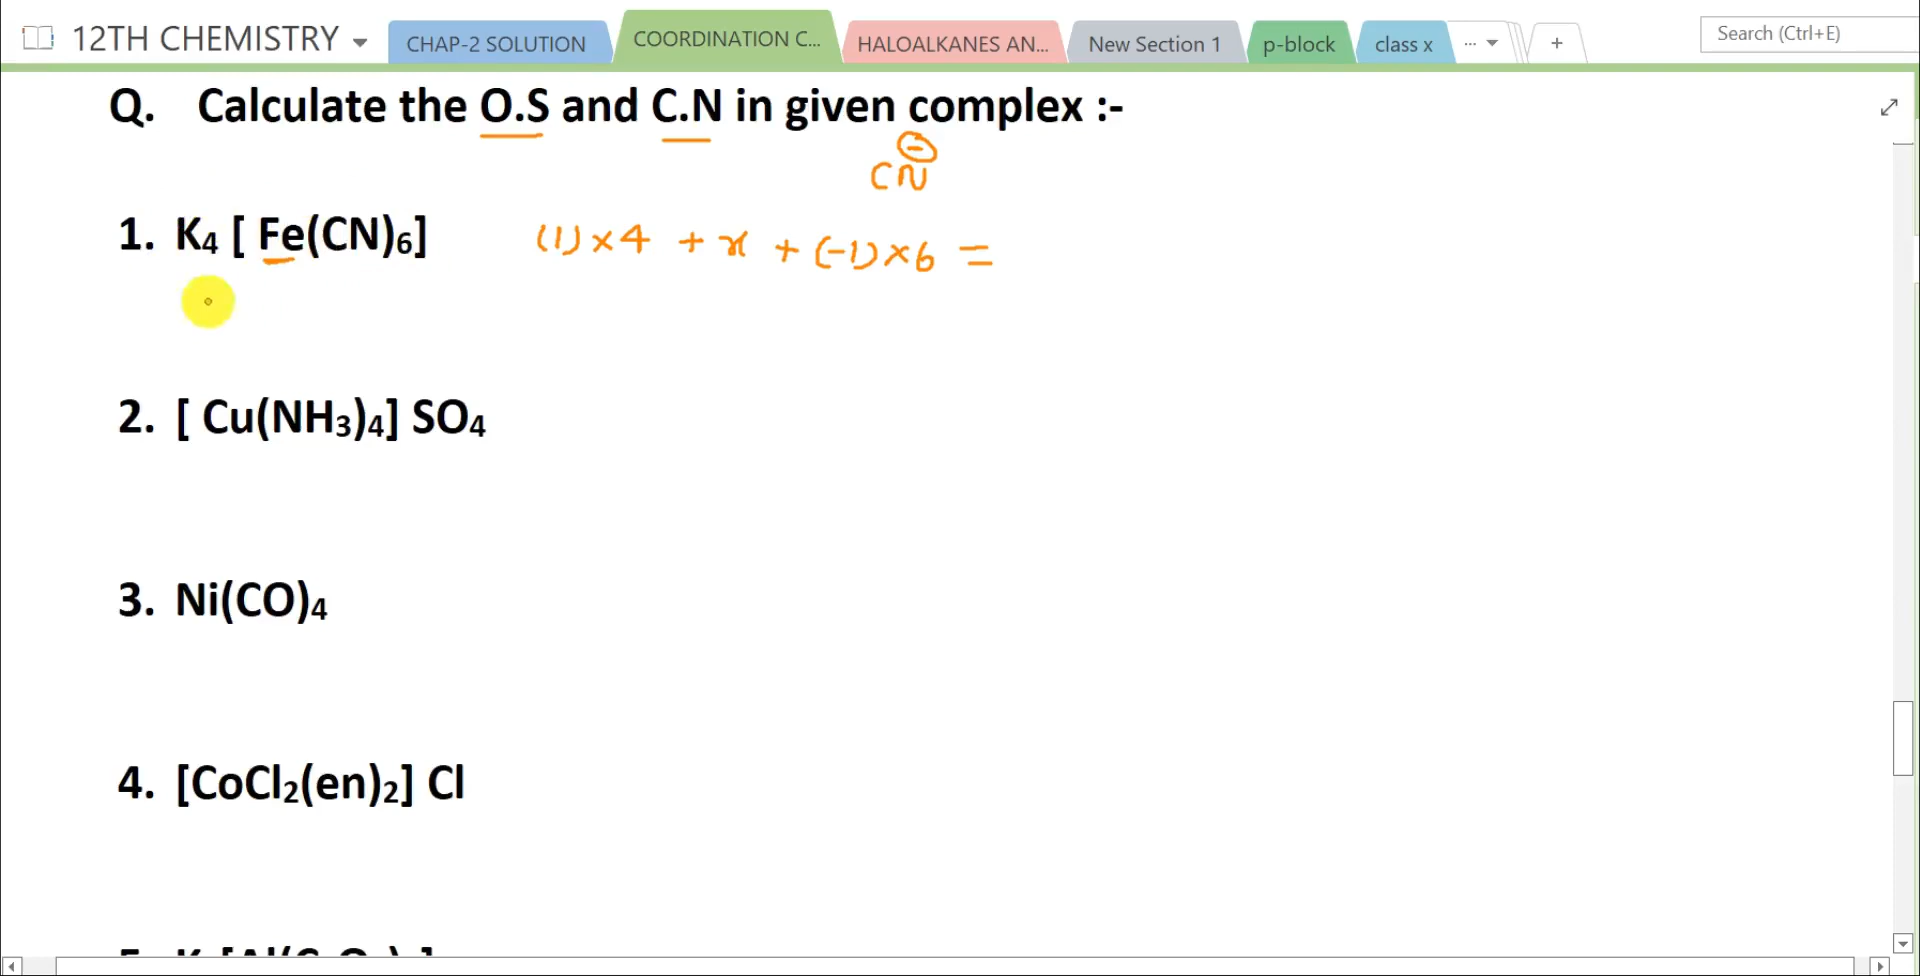 12TH CHEMISTRY
CHAP-2 SOLUTION
COORDINATION C...
HALOALKANES AN...
New Section 1
p-block
class x
...
+
Search (Ctrl+E)
Q. Calculate the O.S and C.N in given complex :-
CN⁻
1. K₄ [ Fe(CN)₆] (1)×4 + x + (-1)×6 =
2. [ Cu(NH₃)₄] SO₄
3. Ni(CO)₄
4. [CoCl₂(en)₂] Cl